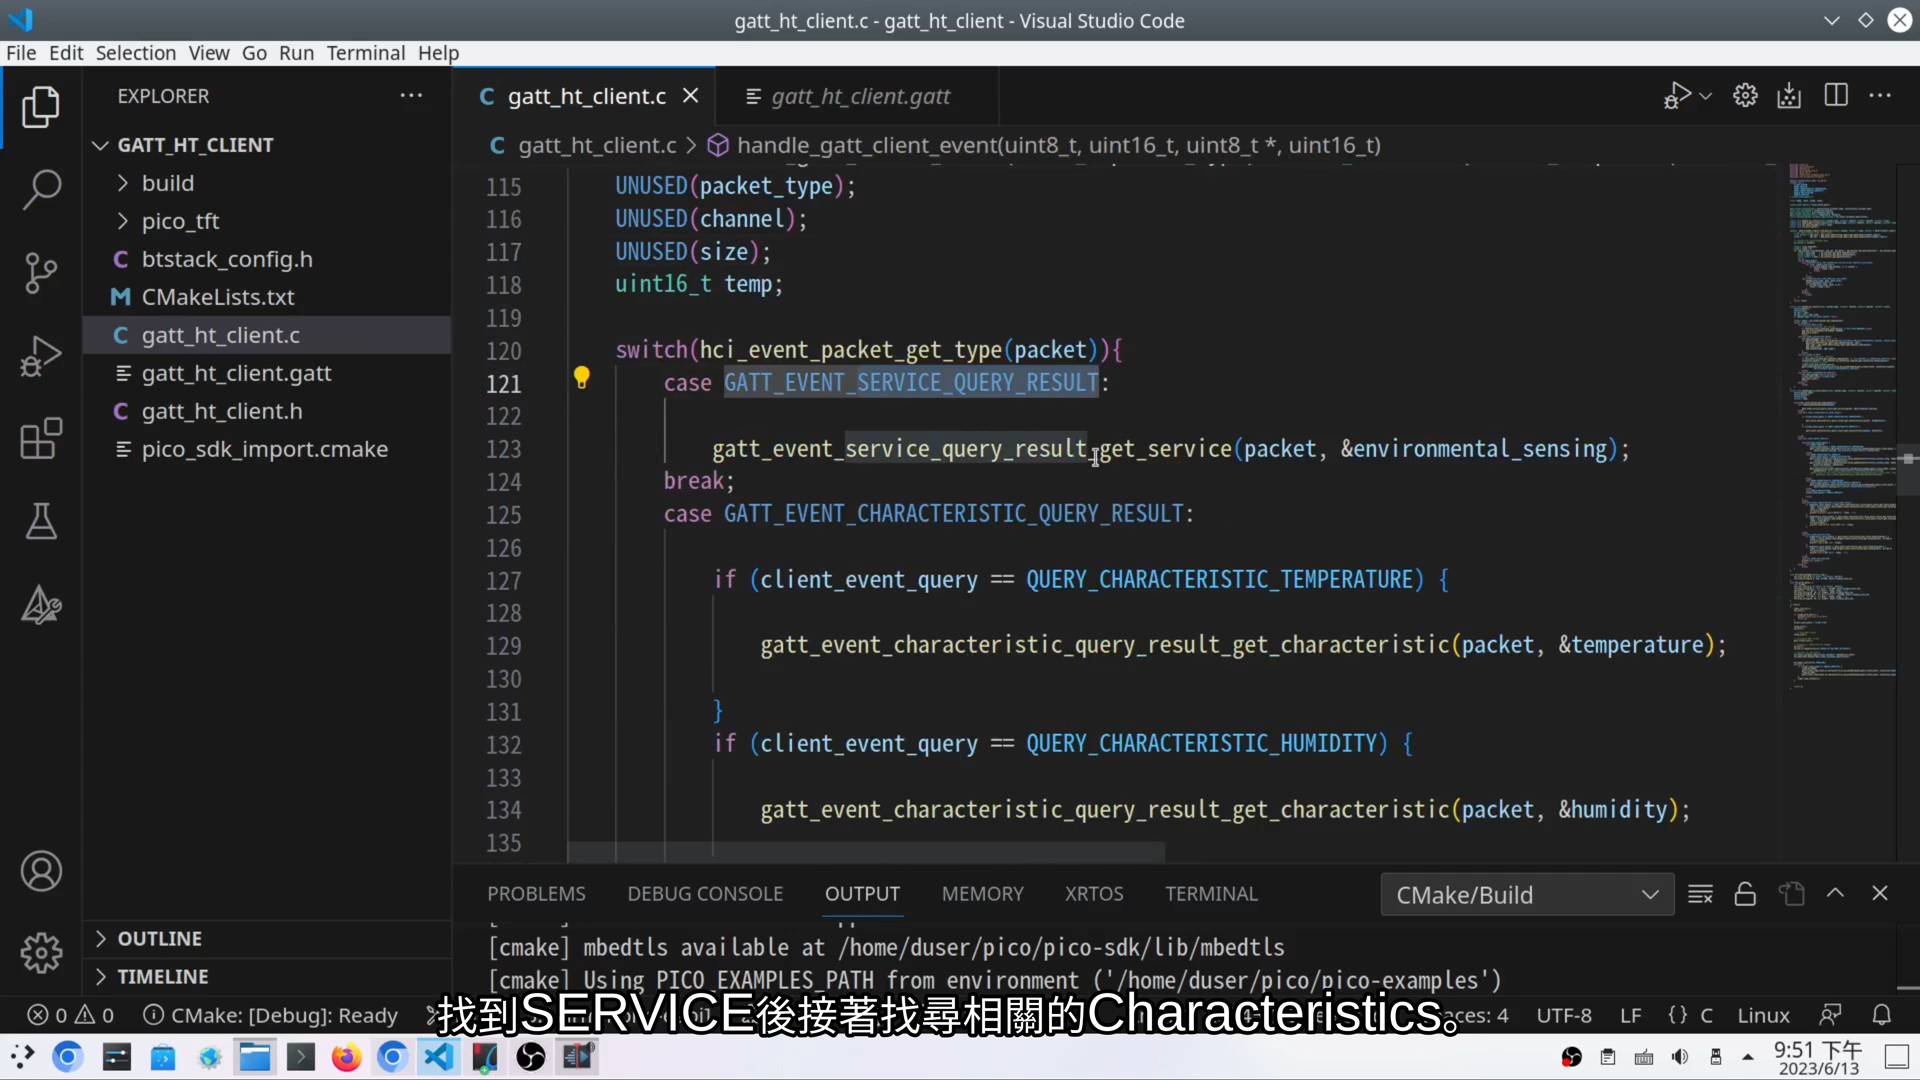 gatt_ht_client.c - gatt_ht_client - Visual Studio Code
File Edit Selection View Go Run Terminal Help
EXPLORER
GATT_HT_CLIENT
build
pico_tft
btstack_config.h
CMakeLists.txt
gatt_ht_client.c
gatt_ht_client.gatt
gatt_ht_client.h
pico_sdk_import.cmake
OUTLINE
TIMELINE
gatt_ht_client.c
gatt_ht_client.gatt
gatt_ht_client.c > handle_gatt_client_event(uint8_t, uint16_t, uint8_t *, uint16_t)
115 UNUSED(packet_type);
116 UNUSED(channel);
117 UNUSED(size);
118 uint16_t temp;
119
120 switch(hci_event_packet_get_type(packet)){
121 case GATT_EVENT_SERVICE_QUERY_RESULT:
122
123 gatt_event_service_query_result_get_service(packet, &environmental_sensing);
124 break;
125 case GATT_EVENT_CHARACTERISTIC_QUERY_RESULT:
126
127 if (client_event_query == QUERY_CHARACTERISTIC_TEMPERATURE) {
128
129 gatt_event_characteristic_query_result_get_characteristic(packet, &temperature);
130
131 }
132 if (client_event_query == QUERY_CHARACTERISTIC_HUMIDITY) {
133
134 gatt_event_characteristic_query_result_get_characteristic(packet, &humidity);
135
PROBLEMS DEBUG CONSOLE OUTPUT MEMORY XRTOS TERMINAL CMake/Build
[cmake] mbedtls available at /home/duser/pico/pico-sdk/lib/mbedtls
[cmake] Using PICO_EXAMPLES_PATH from environment ('/home/duser/pico/pico-examples')
找到SERVICE後接著找尋相關的Characteristics。
0 0 CMake: [Debug]: Ready
4 UTF-8 LF {} C Linux
9:51 下午
2023/6/13